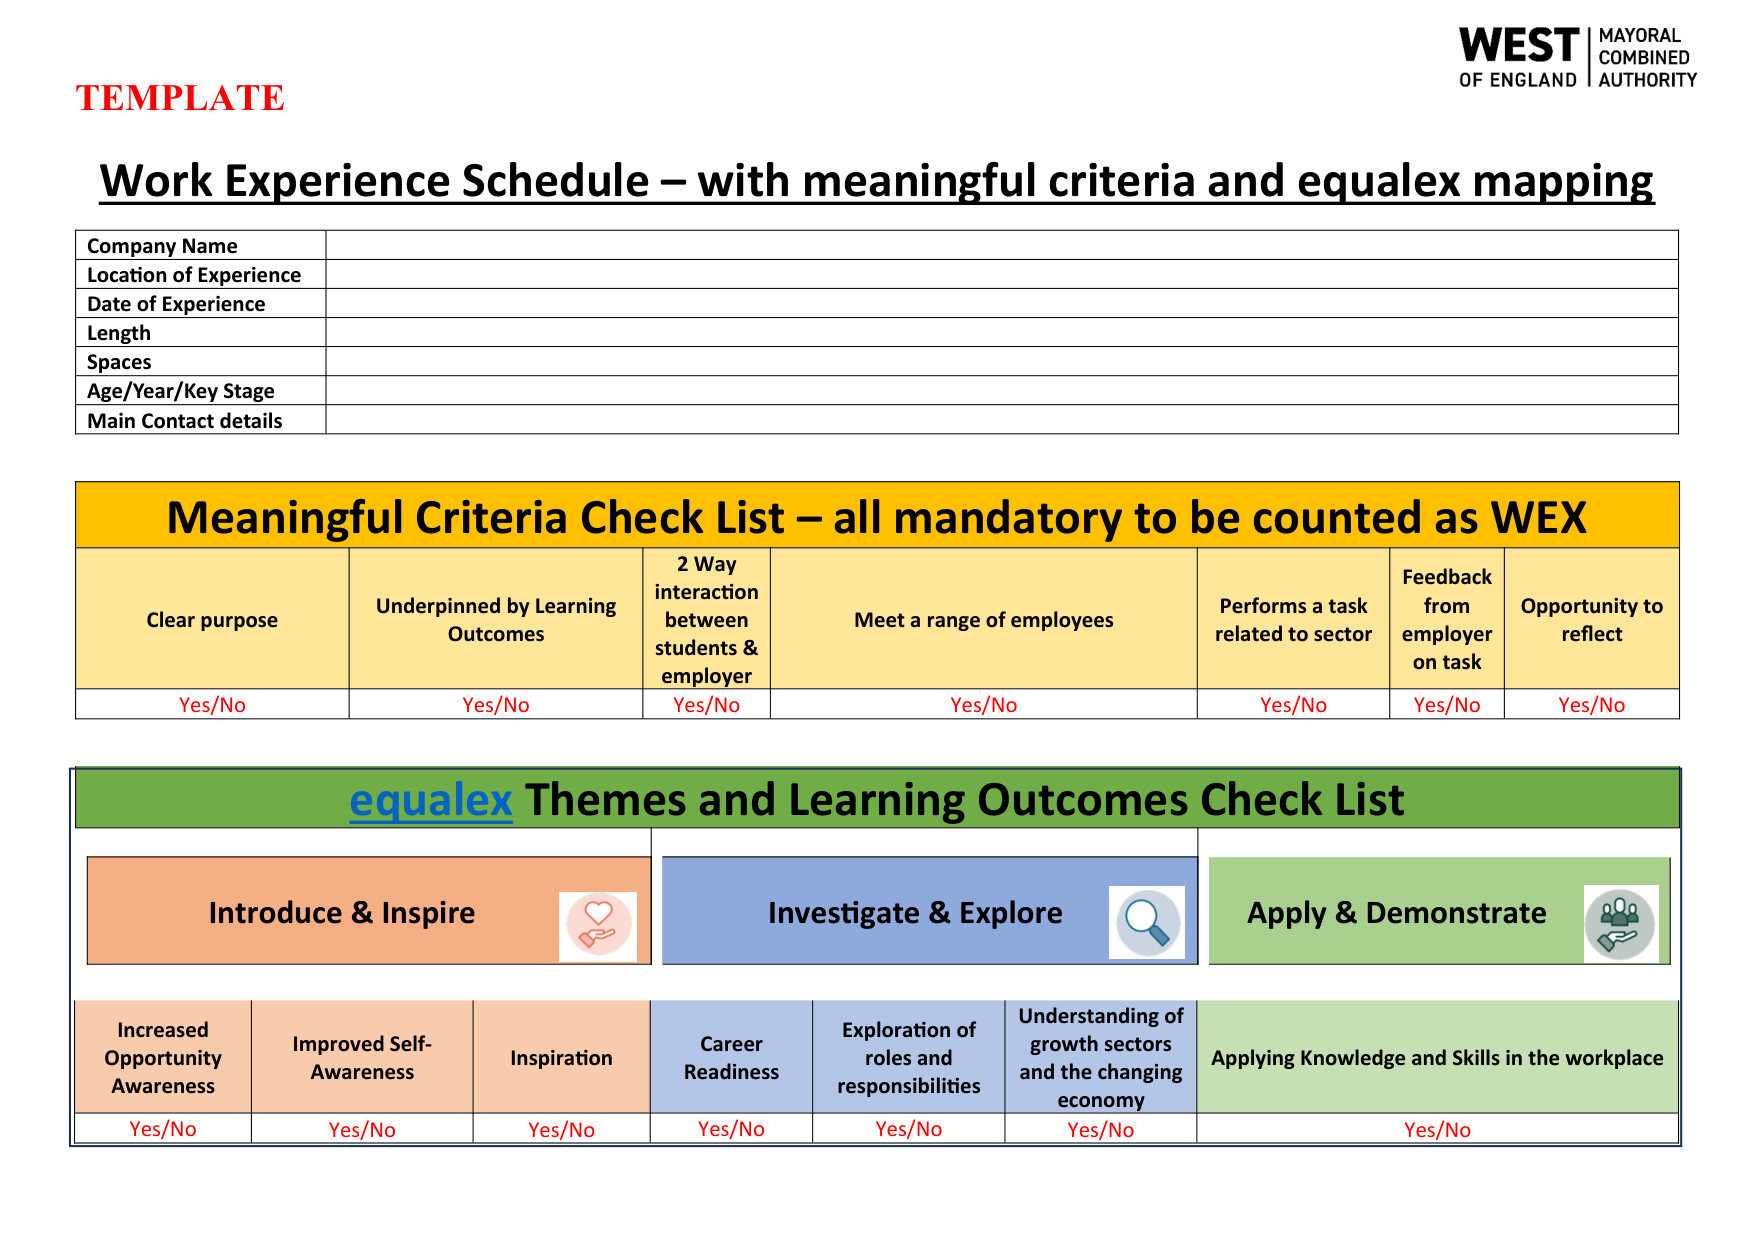 WEST
OF ENGLAND
MAYORAL
COMBINED
AUTHORITY
TEMPLATE
Work Experience Schedule – with meaningful criteria and equalex mapping
Company Name
Location of Experience
Date of Experience
Length
Spaces
Age/Year/Key Stage
Main Contact details
Meaningful Criteria Check List – all mandatory to be counted as WEX
Clear purpose
Underpinned by Learning
Outcomes
2 Way
interaction
between
students &
employer
Meet a range of employees
Performs a task
related to sector
Feedback
from
employer
on task
Opportunity to
reflect
Yes/No
Yes/No
Yes/No
Yes/No
Yes/No
Yes/No
Yes/No
equalex Themes and Learning Outcomes Check List
Introduce & Inspire
Investigate & Explore
Apply & Demonstrate
Increased
Opportunity
Awareness
Improved Self-
Awareness
Inspiration
Career
Readiness
Exploration of
roles and
responsibilities
Understanding of
growth sectors
and the changing
economy
Applying Knowledge and Skills in the workplace
Yes/No
Yes/No
Yes/No
Yes/No
Yes/No
Yes/No
Yes/No